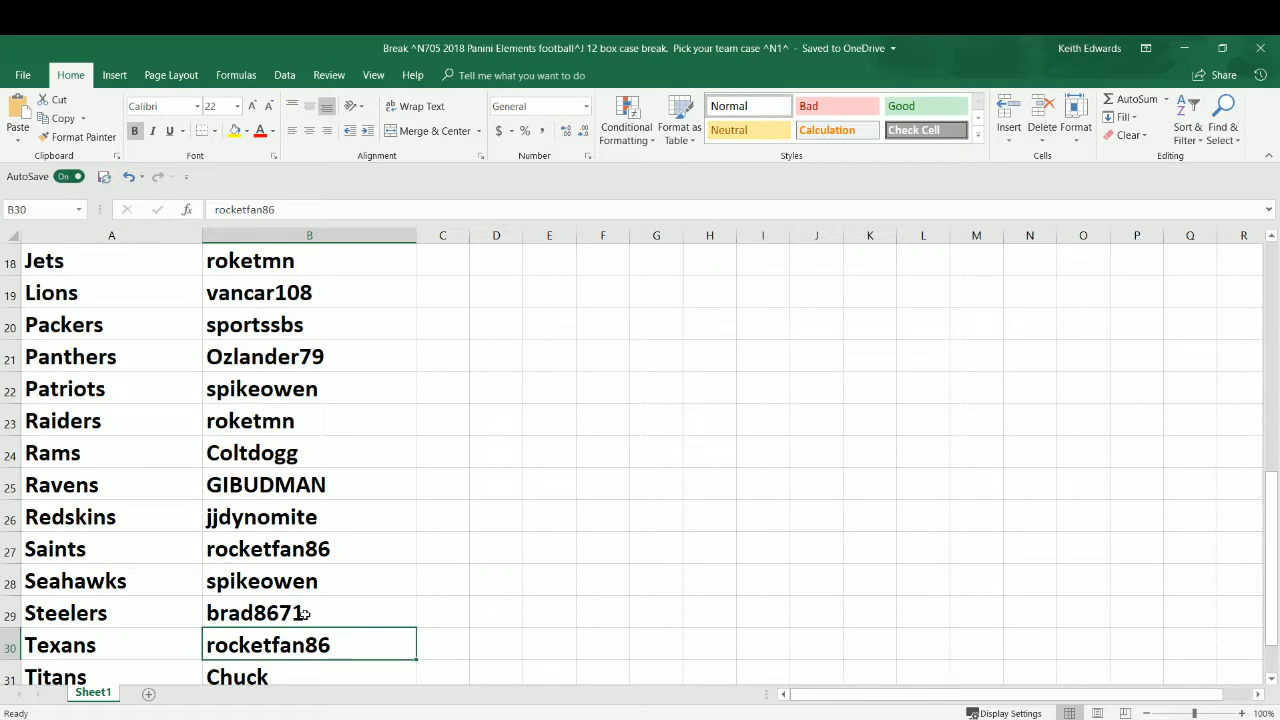 Break ^N705 2018 Panini Elements football^J 12 box case break.  Pick your team case ^N1^  -  Saved to OneDrive
Keith Edwards
File Home Insert Page Layout Formulas Data Review View Help Tell me what you want to do Share
Paste Cut Copy Format Painter Clipboard
Calibri 22 A A B I U A Font
Wrap Text Merge & Center Alignment
General $ % , Number
Conditional Formatting Format as Table Normal Bad Good Neutral Calculation Check Cell Styles
Insert Delete Format Cells
AutoSum Fill Clear Sort & Filter Find & Select Editing
AutoSave On
B30 fx rocketfan86
A B C D E F G H I J K L M N O P Q R
18 Jets roketmn
19 Lions vancar108
20 Packers sportssbs
21 Panthers Ozlander79
22 Patriots spikeowen
23 Raiders roketmn
24 Rams Coltdogg
25 Ravens GIBUDMAN
26 Redskins jjdynomite
27 Saints rocketfan86
28 Seahawks spikeowen
29 Steelers brad8671
30 Texans rocketfan86
31 Titans Chuck
Sheet1
Ready Display Settings 100%